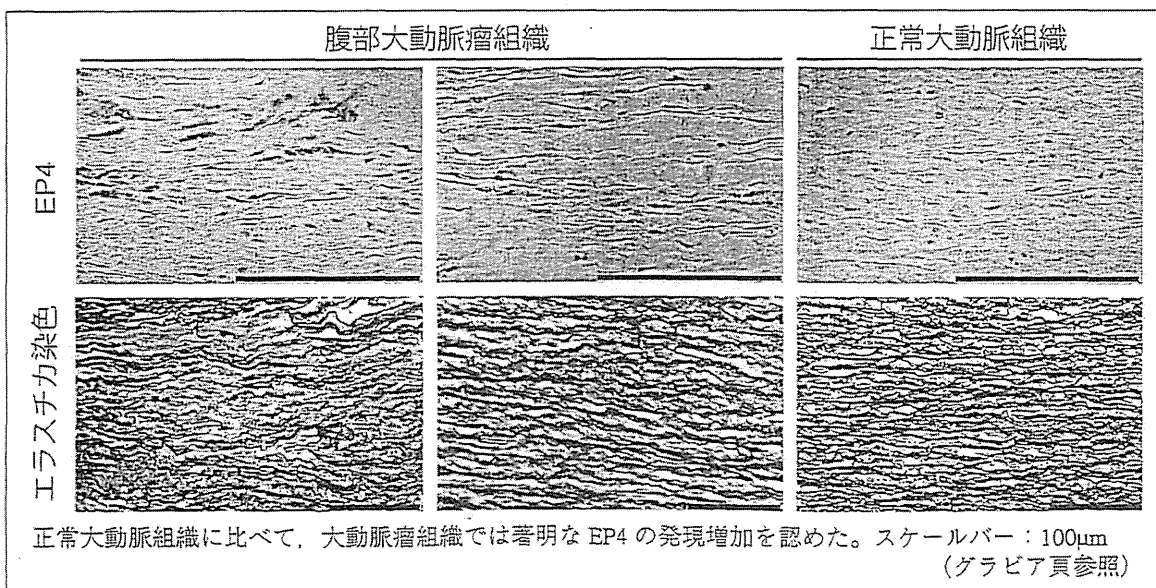 腹部大動脈瘤組織
正常大動脈組織
EP4
エラスチカ染色
正常大動脈組織に比べて，大動脈瘤組織では著明な EP4 の発現増加を認めた。スケールバー：100μm
(グラビア頁参照)